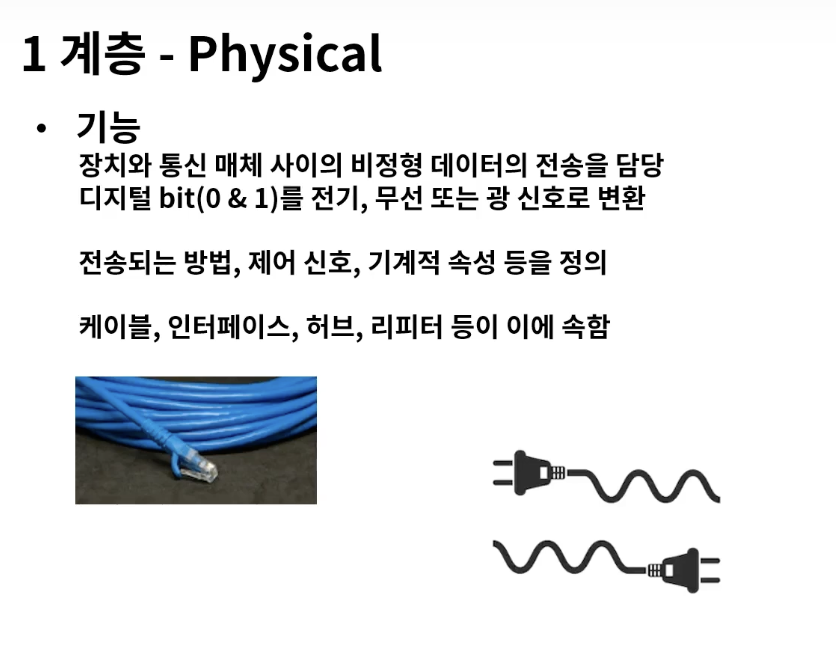 1 계층 - Physical
• 기능
장치와 통신 매체 사이의 비정형 데이터의 전송을 담당
디지털 bit(0 & 1)를 전기, 무선 또는 광 신호로 변환
전송되는 방법, 제어 신호, 기계적 속성 등을 정의
케이블, 인터페이스, 허브, 리피터 등이 이에 속함